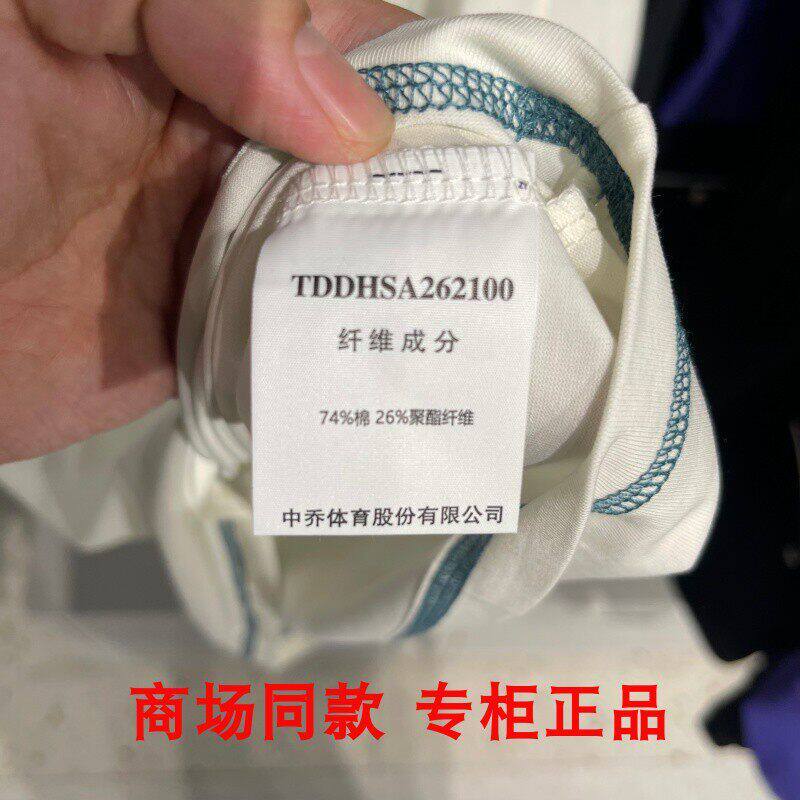 TDDHSA262100
纤维成分
74%棉 26%聚酯纤维
中乔体育股份有限公司
商场同款 专柜正品